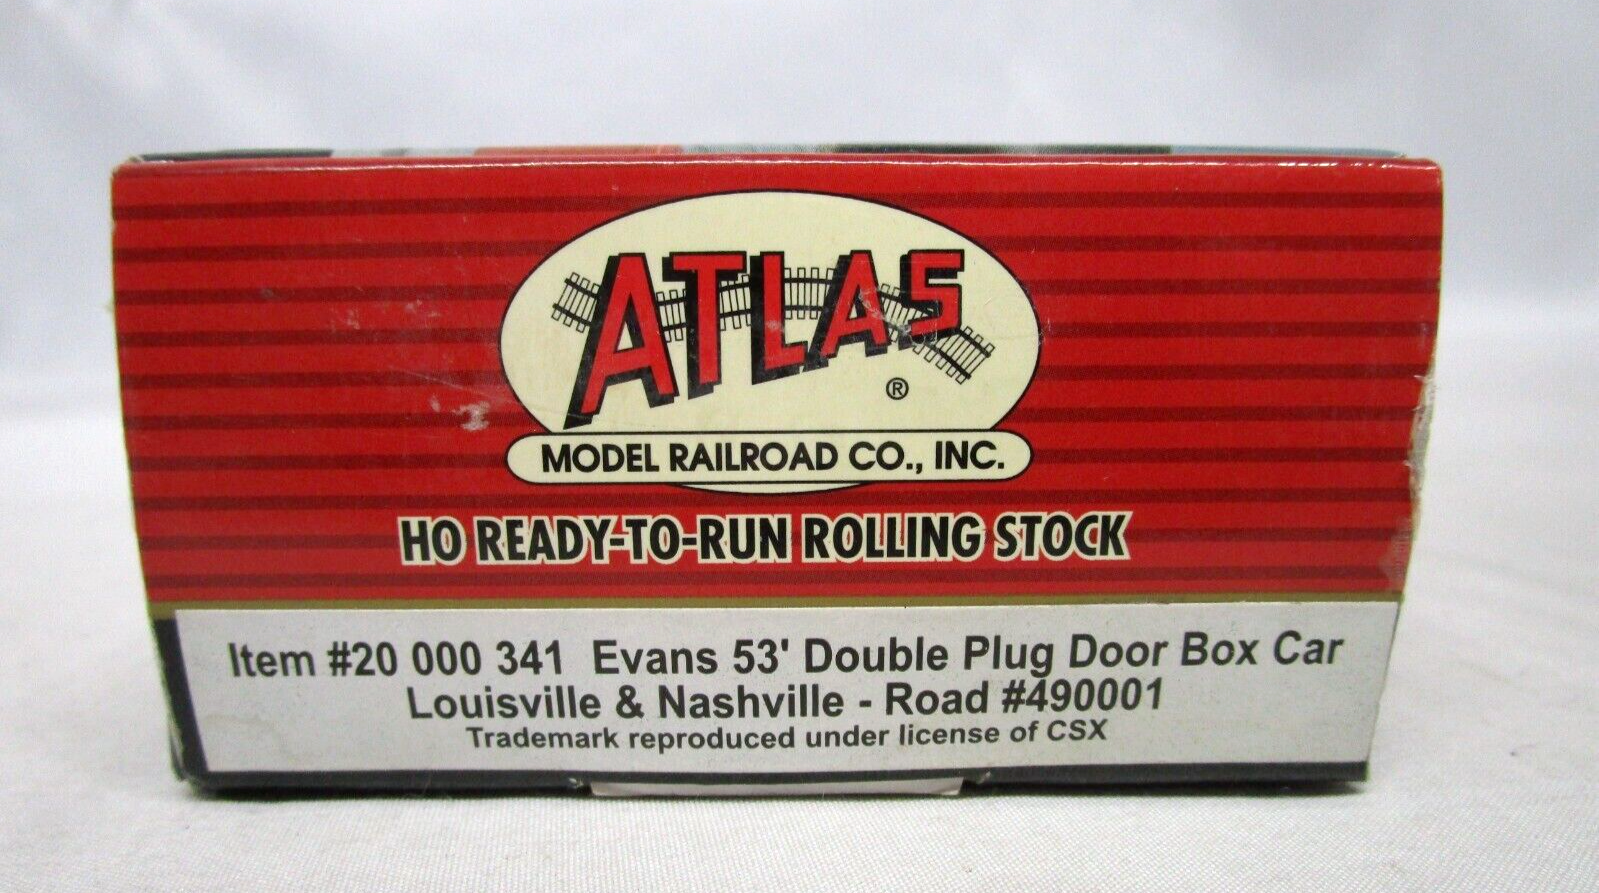 ATLAS
®
MODEL RAILROAD CO., INC.
HO READY-TO-RUN ROLLING STOCK
Item #20 000 341 Evans 53' Double Plug Door Box Car
Louisville & Nashville - Road #490001
Trademark reproduced under license of CSX